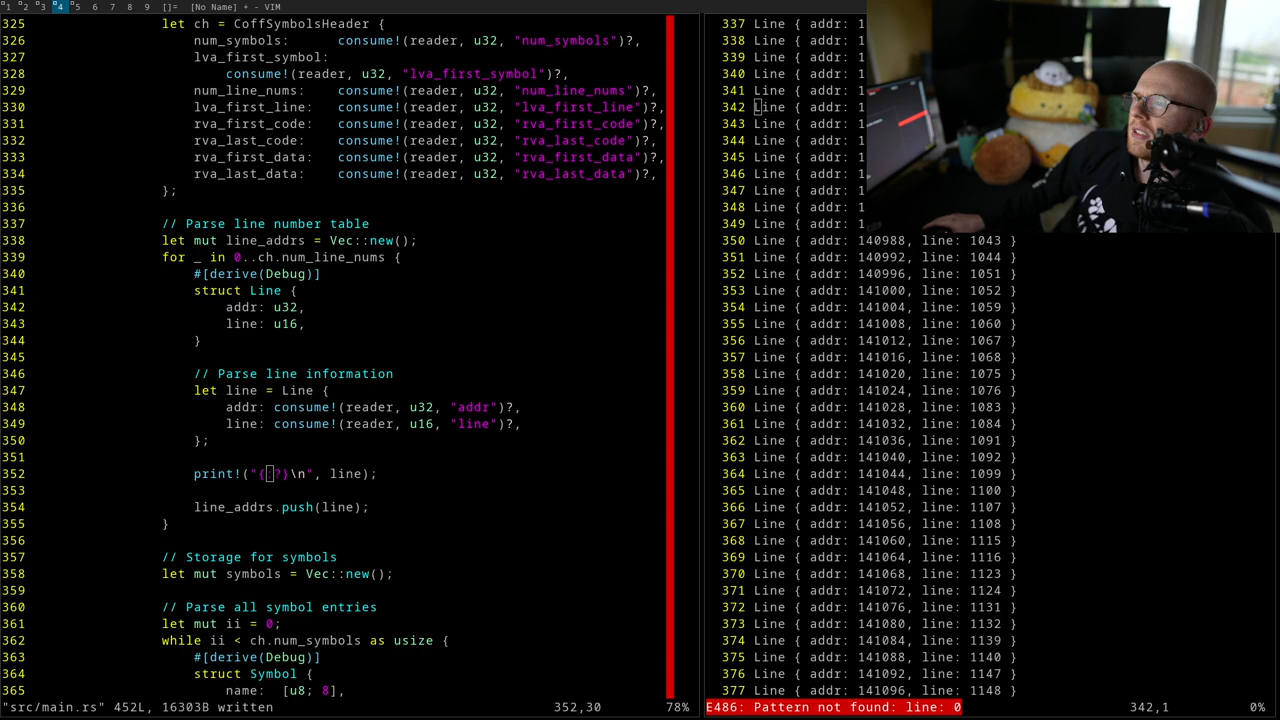 1 2 3 4 5 6 7 8 9 []= [No Name] + - VIM
325 let ch = CoffSymbolsHeader {
326 num_symbols: consume!(reader, u32, "num_symbols")?,
327 lva_first_symbol:
328 consume!(reader, u32, "lva_first_symbol")?,
329 num_line_nums: consume!(reader, u32, "num_line_nums")?,
330 lva_first_line: consume!(reader, u32, "lva_first_line")?,
331 rva_first_code: consume!(reader, u32, "rva_first_code")?,
332 rva_last_code: consume!(reader, u32, "rva_last_code")?,
333 rva_first_data: consume!(reader, u32, "rva_first_data")?,
334 rva_last_data: consume!(reader, u32, "rva_last_data")?,
335 };
336
337 // Parse line number table
338 let mut line_addrs = Vec::new();
339 for _ in 0..ch.num_line_nums {
340 #[derive(Debug)]
341 struct Line {
342 addr: u32,
343 line: u16,
344 }
345
346 // Parse line information
347 let line = Line {
348 addr: consume!(reader, u32, "addr")?,
349 line: consume!(reader, u16, "line")?,
350 };
351
352 print!("{:?}\n", line);
353
354 line_addrs.push(line);
355 }
356
357 // Storage for symbols
358 let mut symbols = Vec::new();
359
360 // Parse all symbol entries
361 let mut ii = 0;
362 while ii < ch.num_symbols as usize {
363 #[derive(Debug)]
364 struct Symbol {
365 name: [u8; 8],
"src/main.rs" 452L, 16303B written 352,30 78%
337 Line { addr: 1
338 Line { addr: 1
339 Line { addr: 1
340 Line { addr: 1
341 Line { addr: 1
342 Line { addr: 1
343 Line { addr: 1
344 Line { addr: 1
345 Line { addr: 1
346 Line { addr: 1
347 Line { addr: 1
348 Line { addr: 1
349 Line { addr: 1
350 Line { addr: 140988, line: 1043 }
351 Line { addr: 140992, line: 1044 }
352 Line { addr: 140996, line: 1051 }
353 Line { addr: 141000, line: 1052 }
354 Line { addr: 141004, line: 1059 }
355 Line { addr: 141008, line: 1060 }
356 Line { addr: 141012, line: 1067 }
357 Line { addr: 141016, line: 1068 }
358 Line { addr: 141020, line: 1075 }
359 Line { addr: 141024, line: 1076 }
360 Line { addr: 141028, line: 1083 }
361 Line { addr: 141032, line: 1084 }
362 Line { addr: 141036, line: 1091 }
363 Line { addr: 141040, line: 1092 }
364 Line { addr: 141044, line: 1099 }
365 Line { addr: 141048, line: 1100 }
366 Line { addr: 141052, line: 1107 }
367 Line { addr: 141056, line: 1108 }
368 Line { addr: 141060, line: 1115 }
369 Line { addr: 141064, line: 1116 }
370 Line { addr: 141068, line: 1123 }
371 Line { addr: 141072, line: 1124 }
372 Line { addr: 141076, line: 1131 }
373 Line { addr: 141080, line: 1132 }
374 Line { addr: 141084, line: 1139 }
375 Line { addr: 141088, line: 1140 }
376 Line { addr: 141092, line: 1147 }
377 Line { addr: 141096, line: 1148 }
E486: Pattern not found: line: 0 342,1 0%